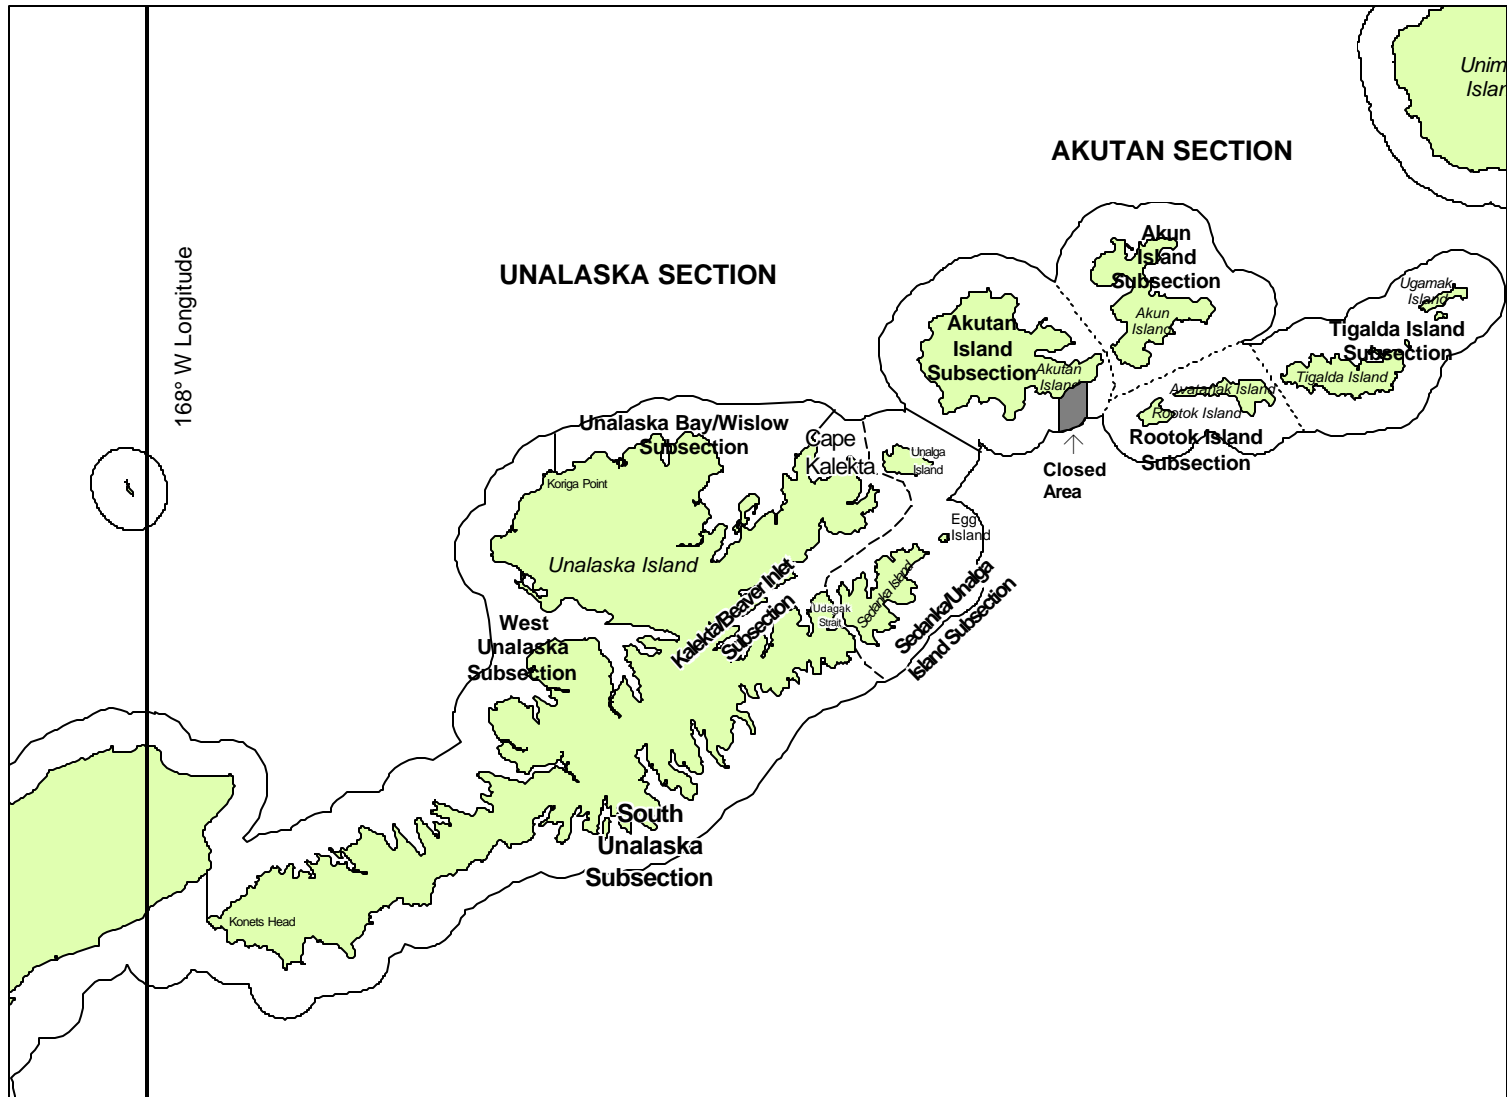 Unim
Islan
AKUTAN SECTION
UNALASKA SECTION
168° W Longitude
Akun
Island
Subsection
Akun
Island
Ugamak
Island
Tigalda Island
Subsection
Tigalda Island
Akutan
Island
Subsection
Akutan
Island
Avatanak Island
Rootok Island
Rootok Island
Subsection
Closed
Area
Unalaska Bay/Wislow
Subsection
Cape
Kalekta
Unalga
Island
Koriga Point
Egg
Island
Unalaska Island
Kalekta/Beaver Inlet
Subsection
Udagak
Strait
Sedanka Island
Sedanka/Unalga
Island Subsection
West
Unalaska
Subsection
South
Unalaska
Subsection
Konets Head